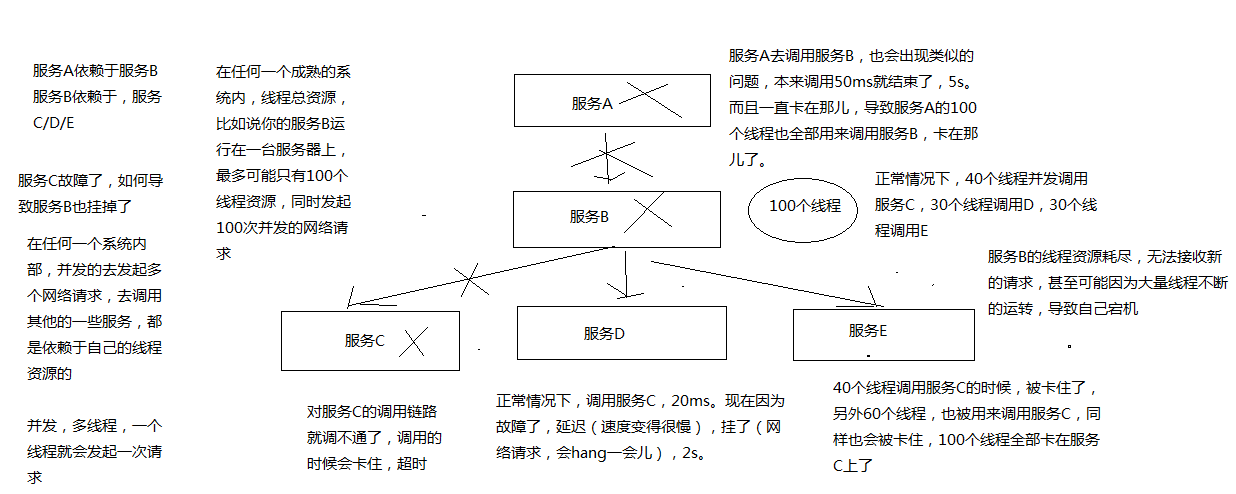 服务A依赖于服务B
服务B依赖于，服务
C/D/E
服务C故障了，如何导
致服务B也挂掉了
在任何一个系统内
部，并发的去发起多
个网络请求，去调用
其他的一些服务，都
是依赖于自己的线程
资源的
并发，多线程，一个
线程就会发起一次请
求
在任何一个成熟的系
统内，线程总资源，
比如说你的服务B运
行在一台服务器上，
最多可能只有100个
线程资源，同时发起
100次并发的网络请
求
服务A
服务B
服务C
服务D
服务E
服务A去调用服务B，也会出现类似的
问题，本来调用50ms就结束了，5s。
而且一直卡在那儿，导致服务A的100
个线程也全部用来调用服务B，卡在那
儿了。
100个线程
正常情况下，40个线程并发调用
服务C，30个线程调用D，30个线
程调用E
服务B的线程资源耗尽，无法接收新
的请求，甚至可能因为大量线程不断
的运转，导致自己宕机
对服务C的调用链路
就调不通了，调用的
时候会卡住，超时
正常情况下，调用服务C，20ms。现在因为
故障了，延迟（速度变得很慢），挂了（网
络请求，会hang一会儿），2s。
40个线程调用服务C的时候，被卡住了，
另外60个线程，也被用来调用服务C，同
样也会被卡住，100个线程全部卡在服务
C上了